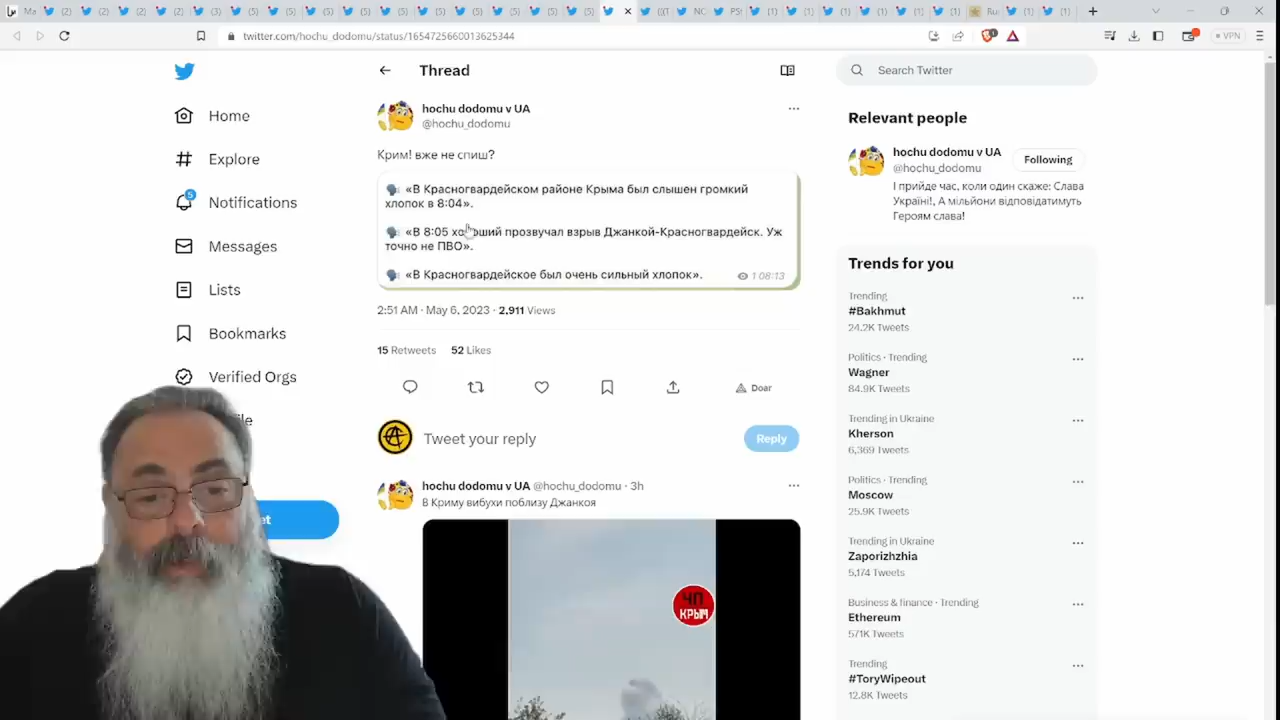 twitter.com/hochu_dodomu/status/1654725660013625344
VPN
Home
Explore
5
Notifications
Messages
Lists
Bookmarks
Verified Orgs
Thread
hochu dodomu v UA
@hochu_dodomu
Крим! вже не спиш?
«В Красногвардейском районе Крыма был слышен громкий
хлопок в 8:04».
«В 8:05 хороший прозвучал взрыв Джанкой-Красногвардейск. Уж
точно не ПВО».
«В Красногвардейское был очень сильный хлопок».
1 08:13
2:51 AM · May 6, 2023 · 2,911 Views
15 Retweets 52 Likes
Doar
Tweet your reply
Reply
hochu dodomu v UA @hochu_dodomu · 3h
В Криму вибухи поблизу Джанкоя
ЧП
КРЫМ
Search Twitter
Relevant people
hochu dodomu v UA
@hochu_dodomu
Following
І прийде час, коли один скаже: Слава
Україні!, А мільйони відповідатимуть
Героям слава!
Trends for you
Trending
#Bakhmut
24.2K Tweets
Politics · Trending
Wagner
84.9K Tweets
Trending in Ukraine
Kherson
6,369 Tweets
Politics · Trending
Moscow
25.9K Tweets
Trending in Ukraine
Zaporizhzhia
5,174 Tweets
Business & finance · Trending
Ethereum
571K Tweets
Trending
#ToryWipeout
12.8K Tweets